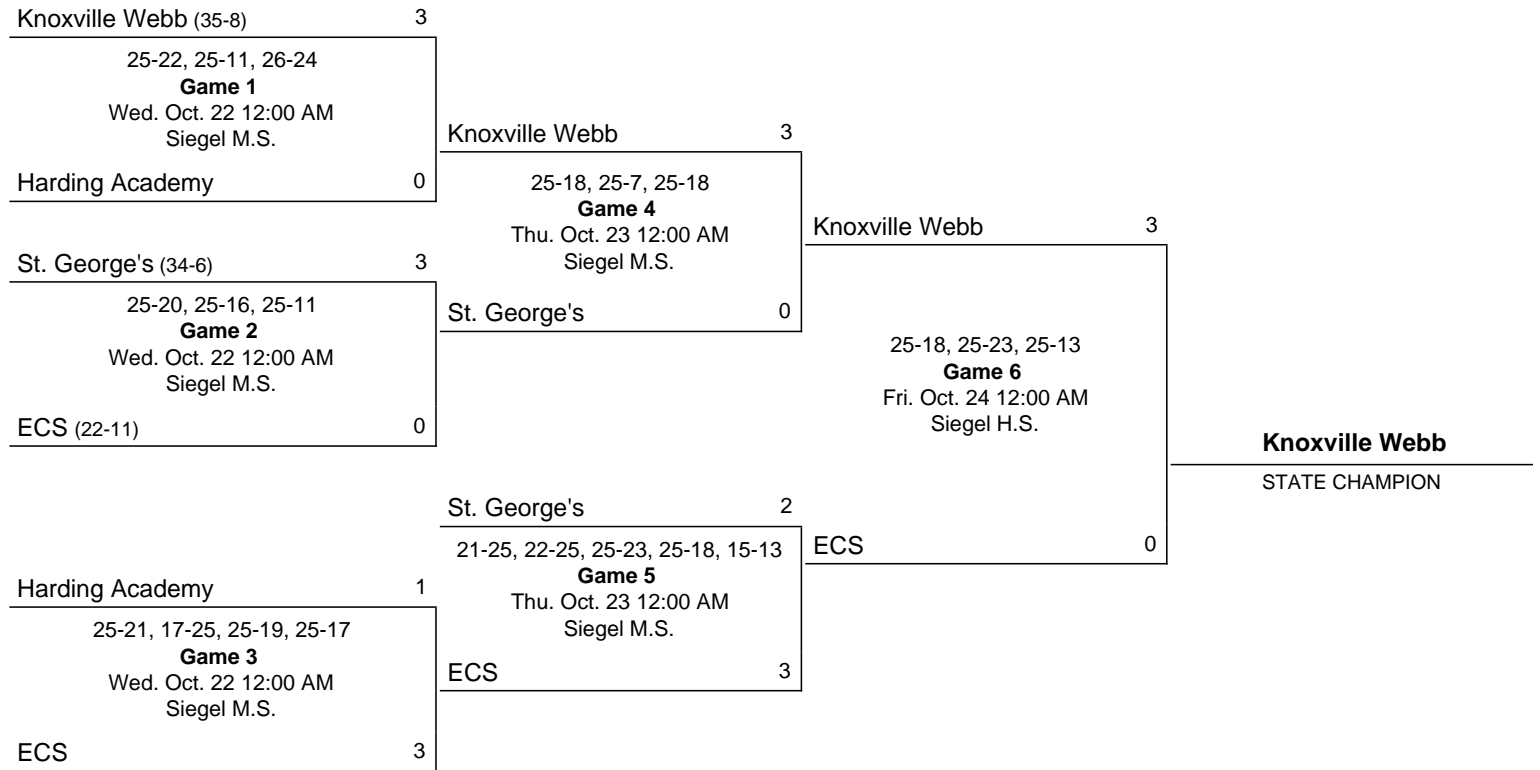 Knoxville Webb (35-8) 3
25-22, 25-11, 26-24
Game 1
Wed. Oct. 22 12:00 AM
Siegel M.S.
Harding Academy 0
St. George's (34-6) 3
25-20, 25-16, 25-11
Game 2
Wed. Oct. 22 12:00 AM
Siegel M.S.
ECS (22-11) 0
Harding Academy 1
25-21, 17-25, 25-19, 25-17
Game 3
Wed. Oct. 22 12:00 AM
Siegel M.S.
ECS 3
Knoxville Webb 3
25-18, 25-7, 25-18
Game 4
Thu. Oct. 23 12:00 AM
Siegel M.S.
St. George's 0
St. George's 2
21-25, 22-25, 25-23, 25-18, 15-13
Game 5
Thu. Oct. 23 12:00 AM
Siegel M.S.
ECS 3
Knoxville Webb 3
25-18, 25-23, 25-13
Game 6
Fri. Oct. 24 12:00 AM
Siegel H.S.
ECS 0
Knoxville Webb
STATE CHAMPION